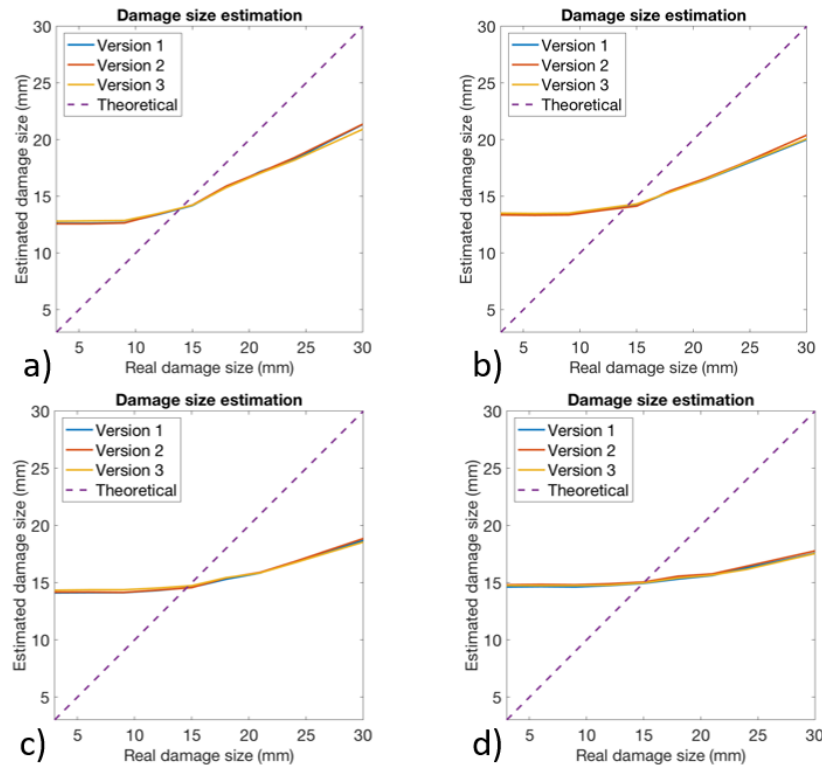 Damage size estimation
30
25
20
15
10
5
Estimated damage size (mm)
Version 1
Version 2
Version 3
Theoretical
5 10 15 20 25 30
Real damage size (mm)
a)
Damage size estimation
30
25
20
15
10
5
Estimated damage size (mm)
Version 1
Version 2
Version 3
Theoretical
5 10 15 20 25 30
Real damage size (mm)
b)
Damage size estimation
30
25
20
15
10
5
Estimated damage size (mm)
Version 1
Version 2
Version 3
Theoretical
5 10 15 20 25 30
Real damage size (mm)
c)
Damage size estimation
30
25
20
15
10
5
Estimated damage size (mm)
Version 1
Version 2
Version 3
Theoretical
5 10 15 20 25 30
Real damage size (mm)
d)